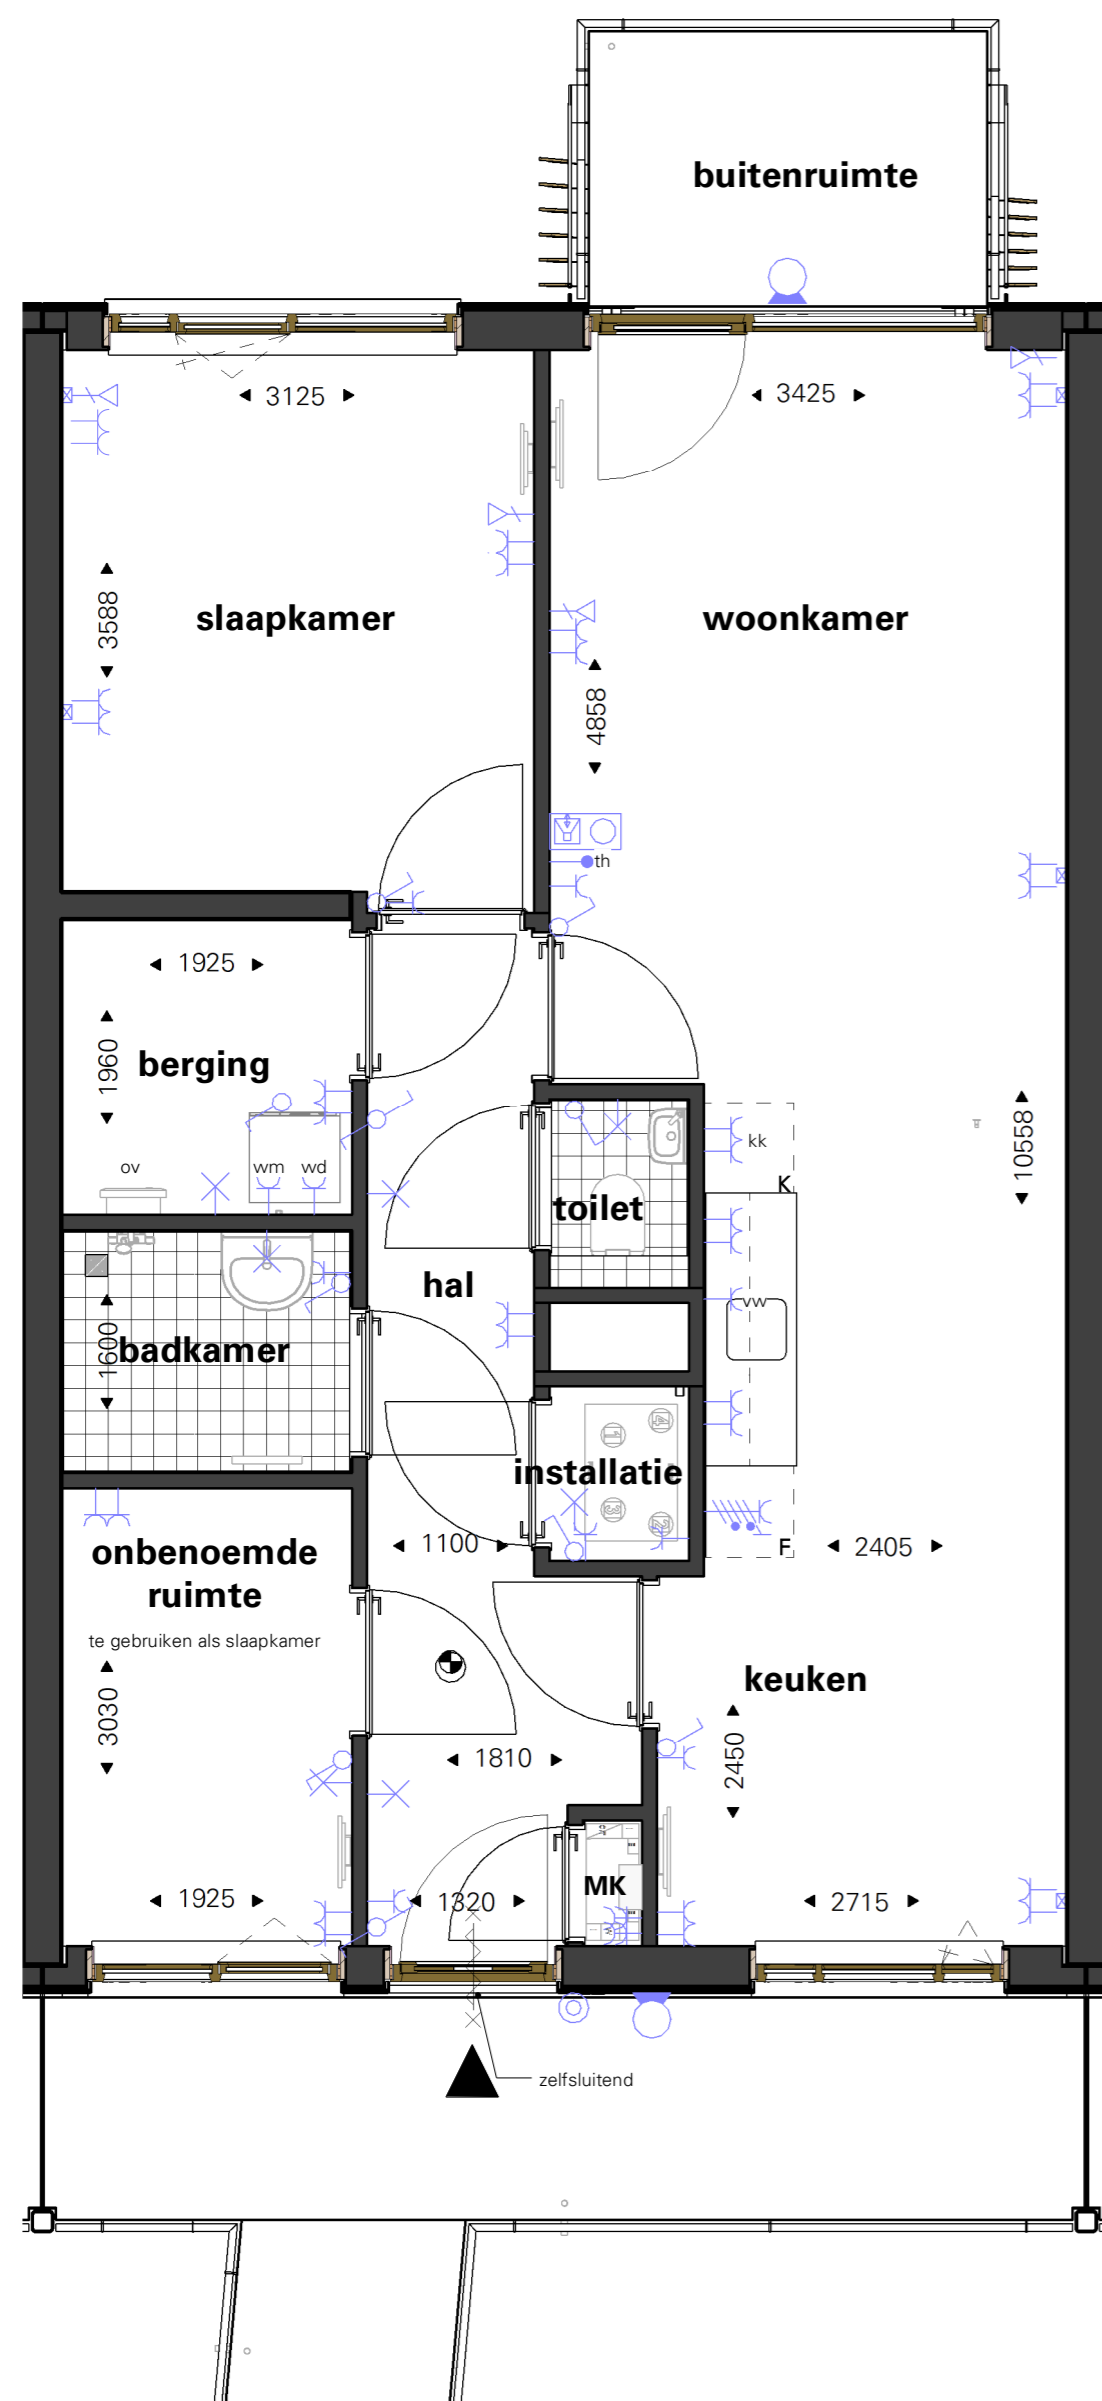 buitenruimte
3125
3425
3588
slaapkamer
woonkamer
4858
th
1925
1960
berging
10558
kk
ov
wm
wd
K
toilet
hal
vw
1600
badkamer
installatie
1100
F
2405
onbenoemde
ruimte
te gebruiken als slaapkamer
keuken
3030
2450
1810
MK
1925
1320
2715
zelfsluitend